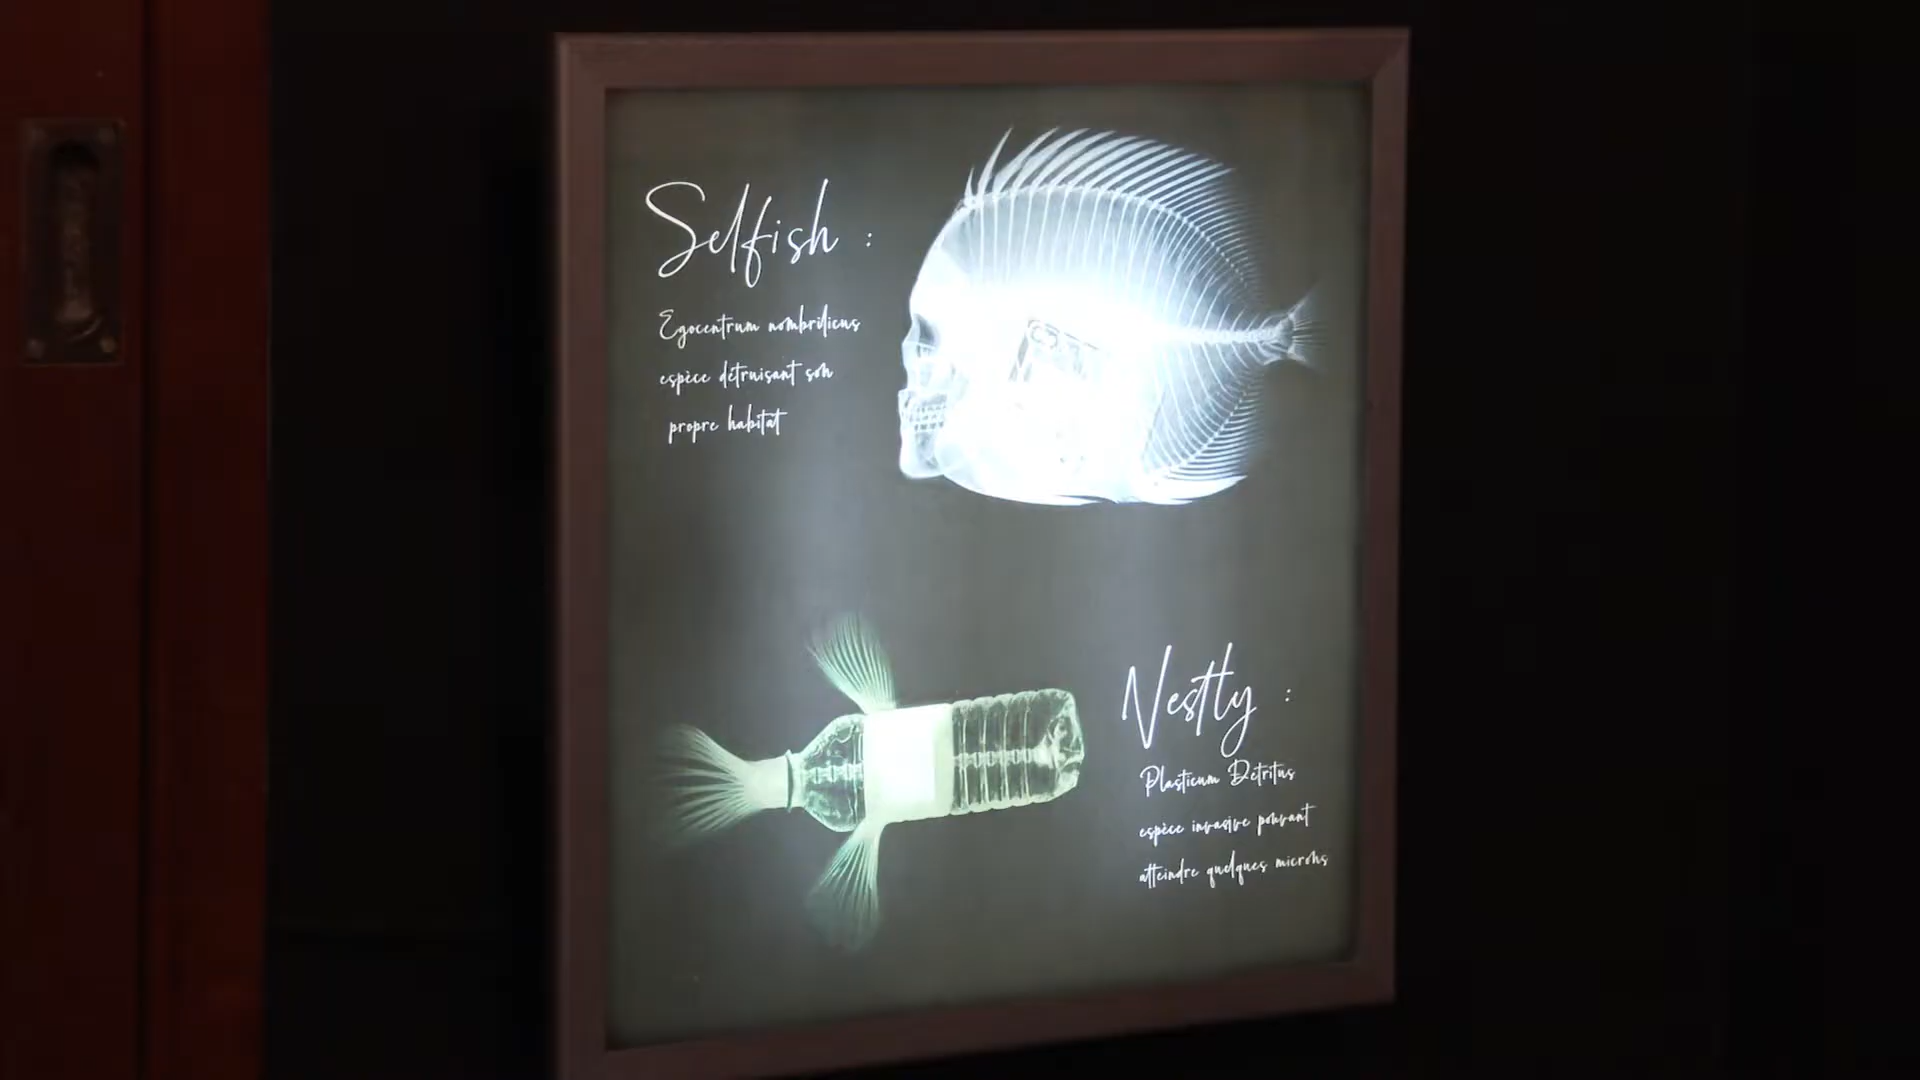 Selfish :
Egocentrum nombrilicus
espèce détruisant son
propre habitat
Nestly :
Plasticum Detritus
espèce invasive pouvant
atteindre quelques microns